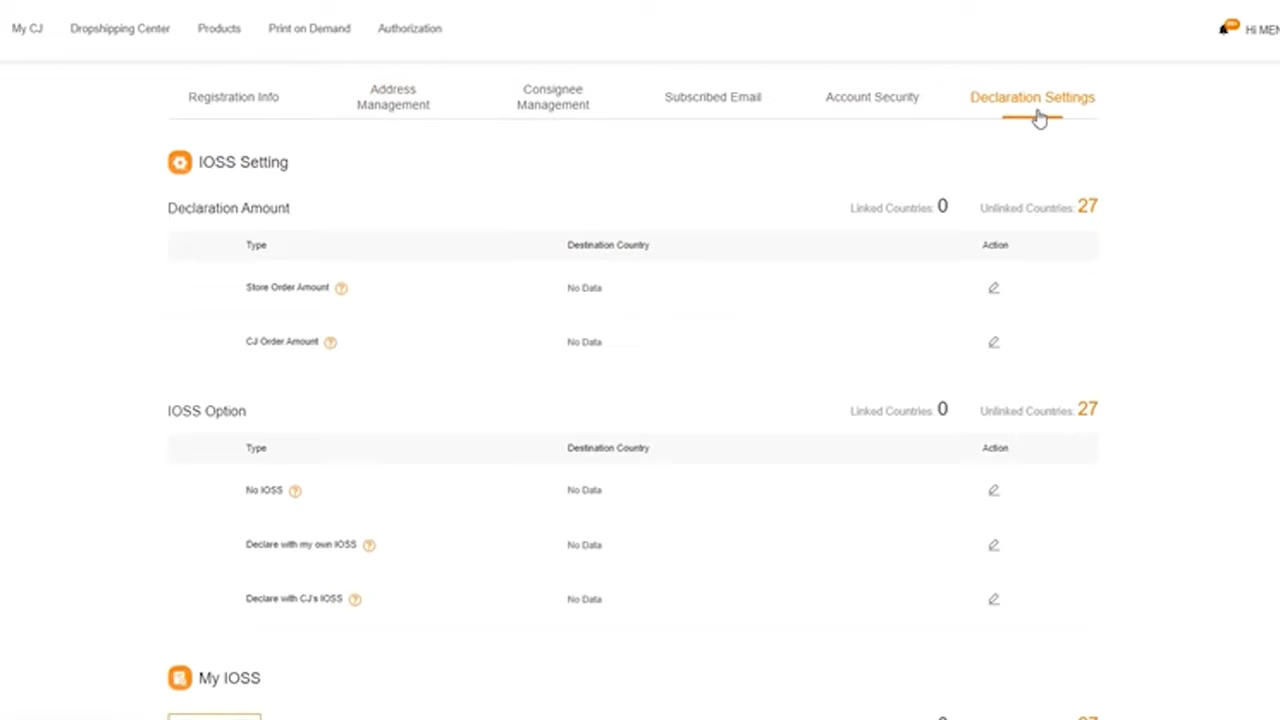 My CJ Dropshipping Center Products Print on Demand Authorization Hi MEN
Registration Info Address Management Consignee Management Subscribed Email Account Security Declaration Settings
IOSS Setting
Declaration Amount Linked Countries: 0 Unlinked Countries: 27
Type Destination Country Action
Store Order Amount ? No Data
CJ Order Amount ? No Data
IOSS Option Linked Countries: 0 Unlinked Countries: 27
Type Destination Country Action
No IOSS ? No Data
Declare with my own IOSS ? No Data
Declare with CJ's IOSS ? No Data
My IOSS